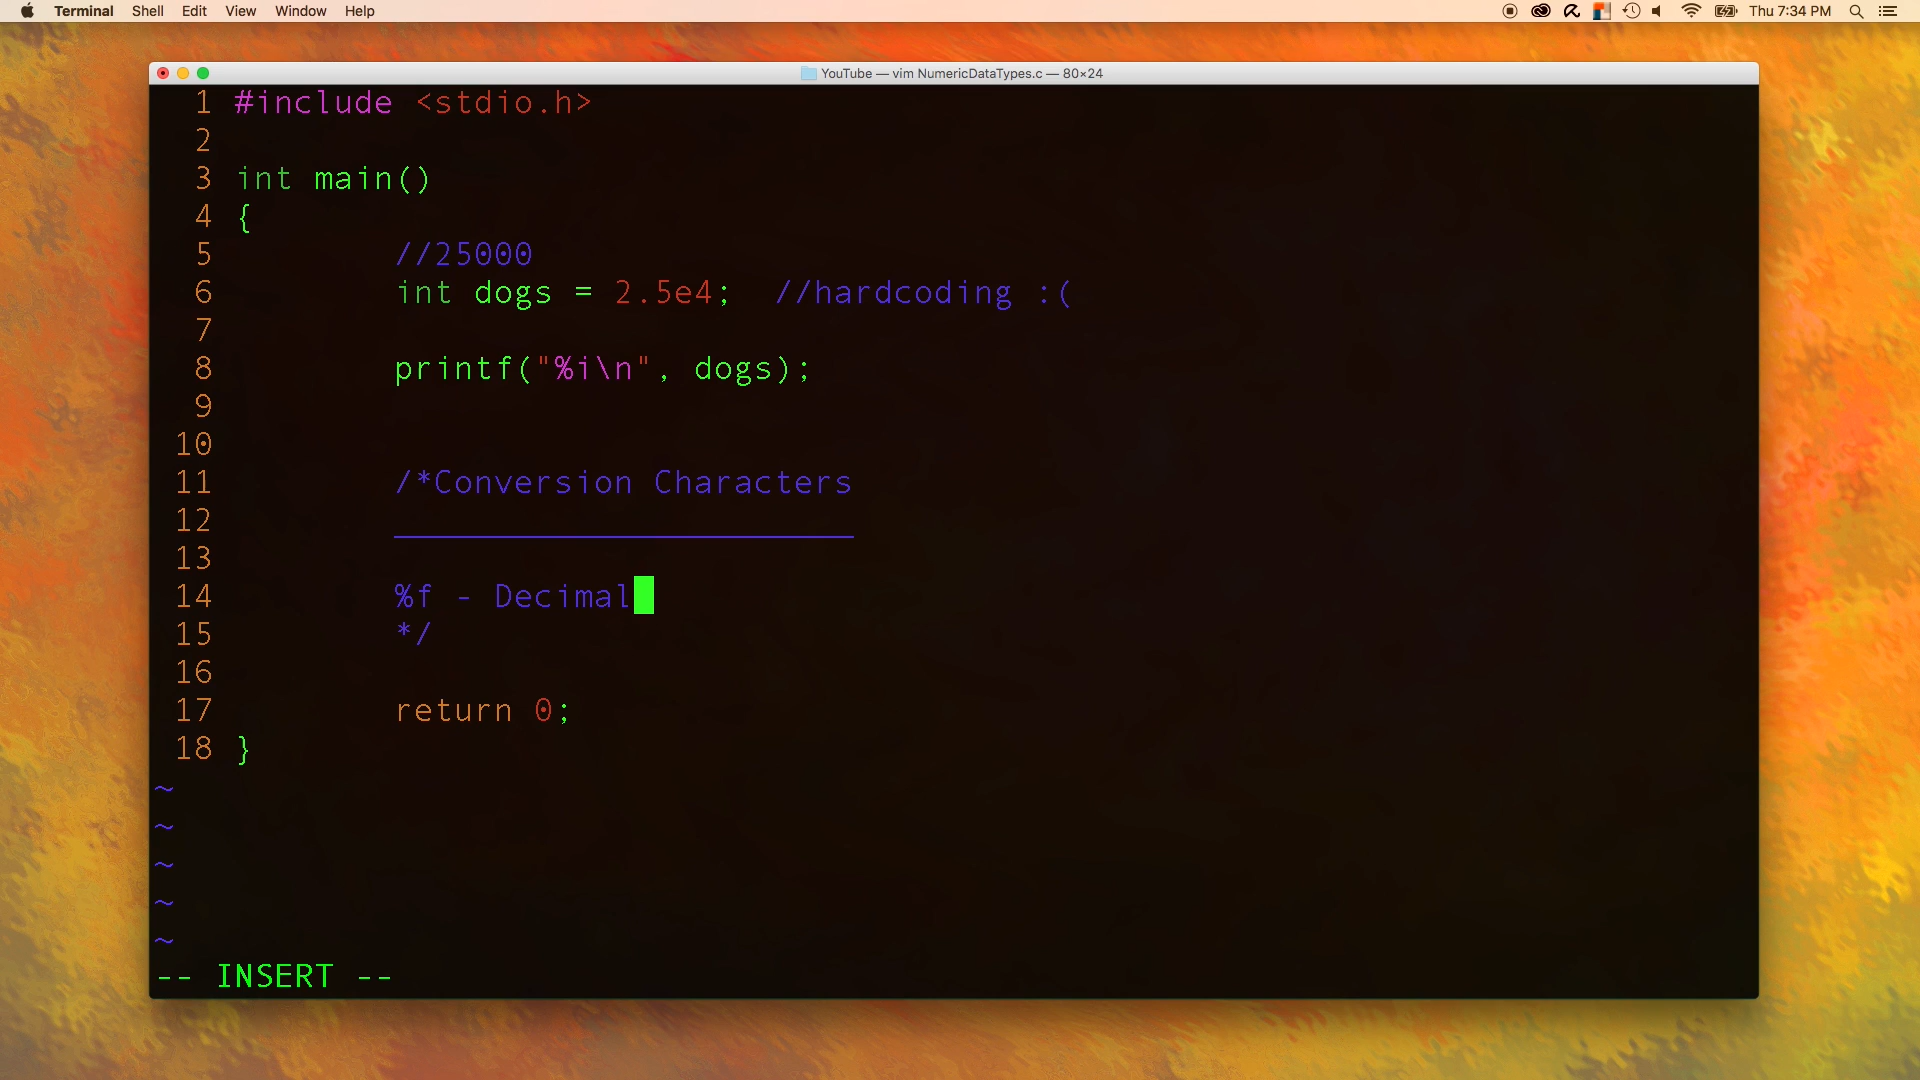 Terminal Shell Edit View Window Help Thu 7:34 PM
YouTube — vim NumericDataTypes.c — 80×24
1 #include <stdio.h>
2
3 int main()
4 {
5 //25000
6 int dogs = 2.5e4; //hardcoding :(
7
8 printf("%i\n", dogs);
9
10
11 /*Conversion Characters
12 _______________________
13
14 %f - Decimal
15 */
16
17 return 0;
18 }
~
~
~
~
~
-- INSERT --